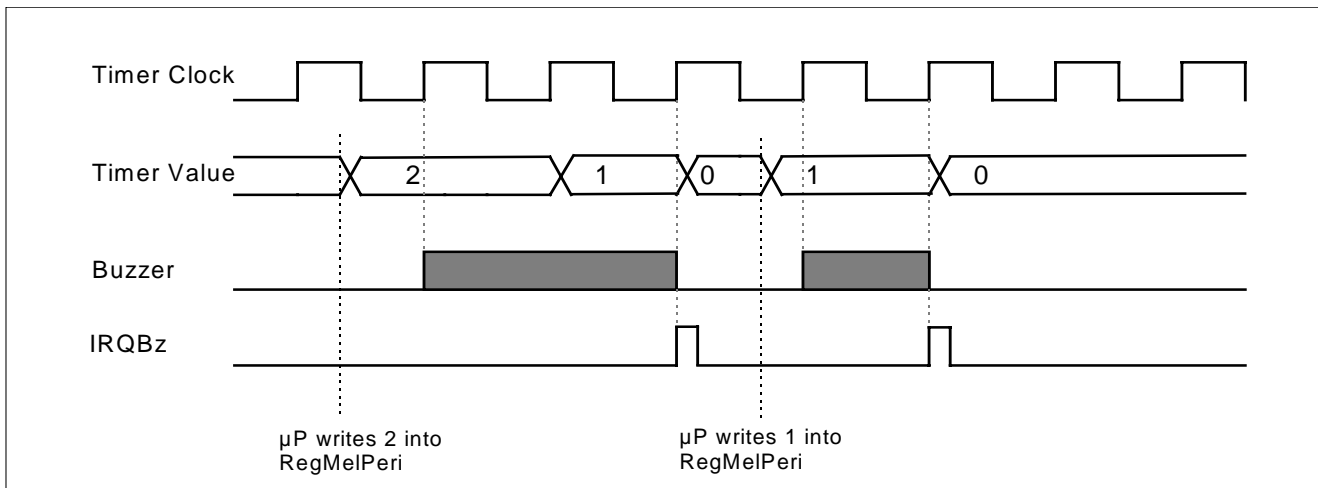 Timer Clock
Timer Value
2
1
0
1
0
Buzzer
IRQBz
µP writes 2 into
RegMelPeri
µP writes 1 into
RegMelPeri